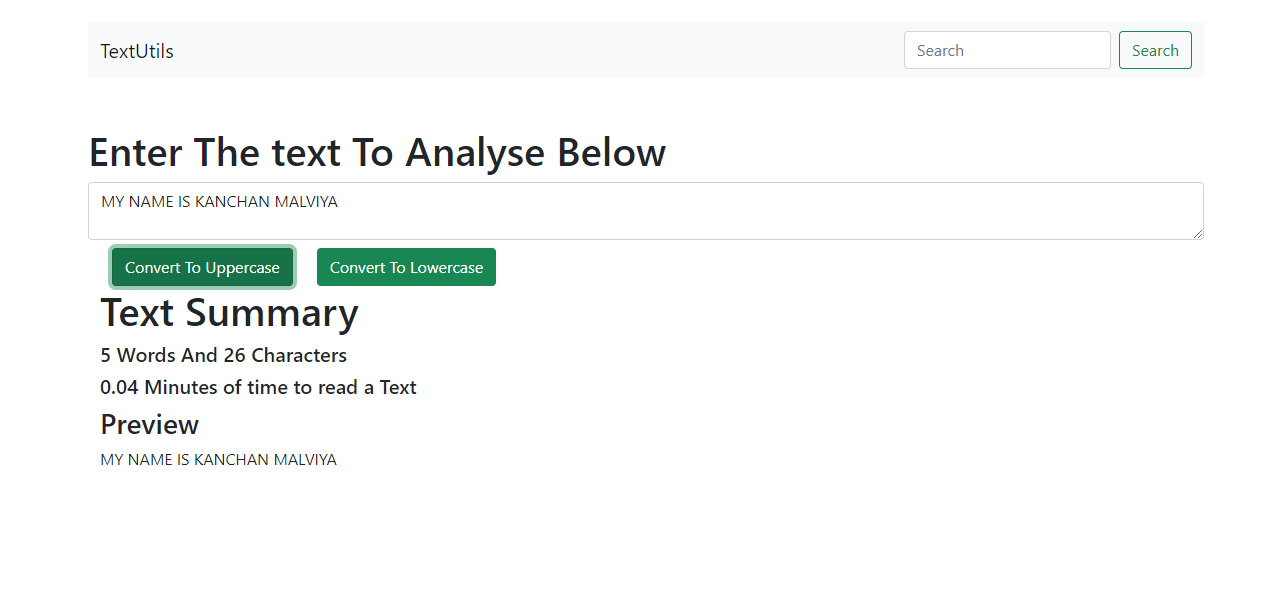 TextUtils Search Search
Enter The text To Analyse Below
MY NAME IS KANCHAN MALVIYA
Convert To Uppercase Convert To Lowercase
Text Summary
5 Words And 26 Characters
0.04 Minutes of time to read a Text
Preview
MY NAME IS KANCHAN MALVIYA